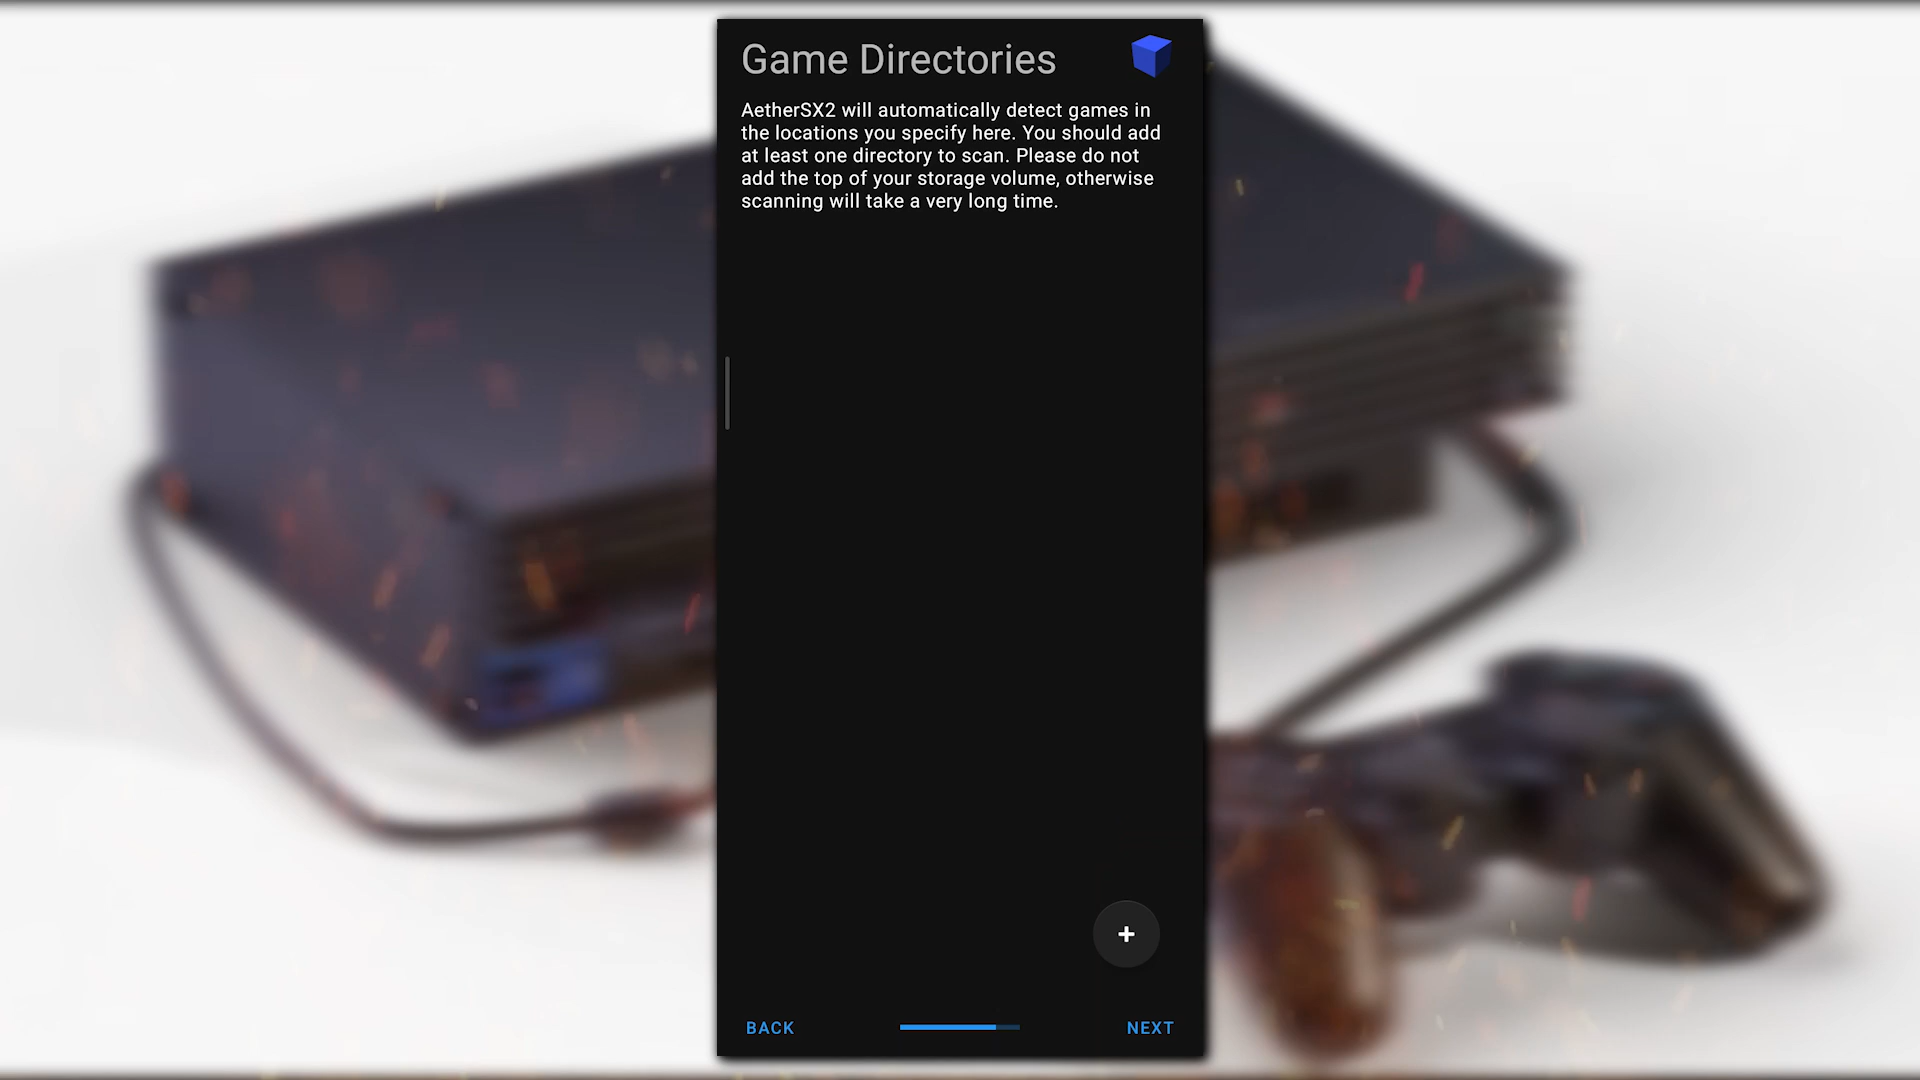 Game Directories
AetherSX2 will automatically detect games in
the locations you specify here. You should add
at least one directory to scan. Please do not
add the top of your storage volume, otherwise
scanning will take a very long time.
+
BACK
NEXT